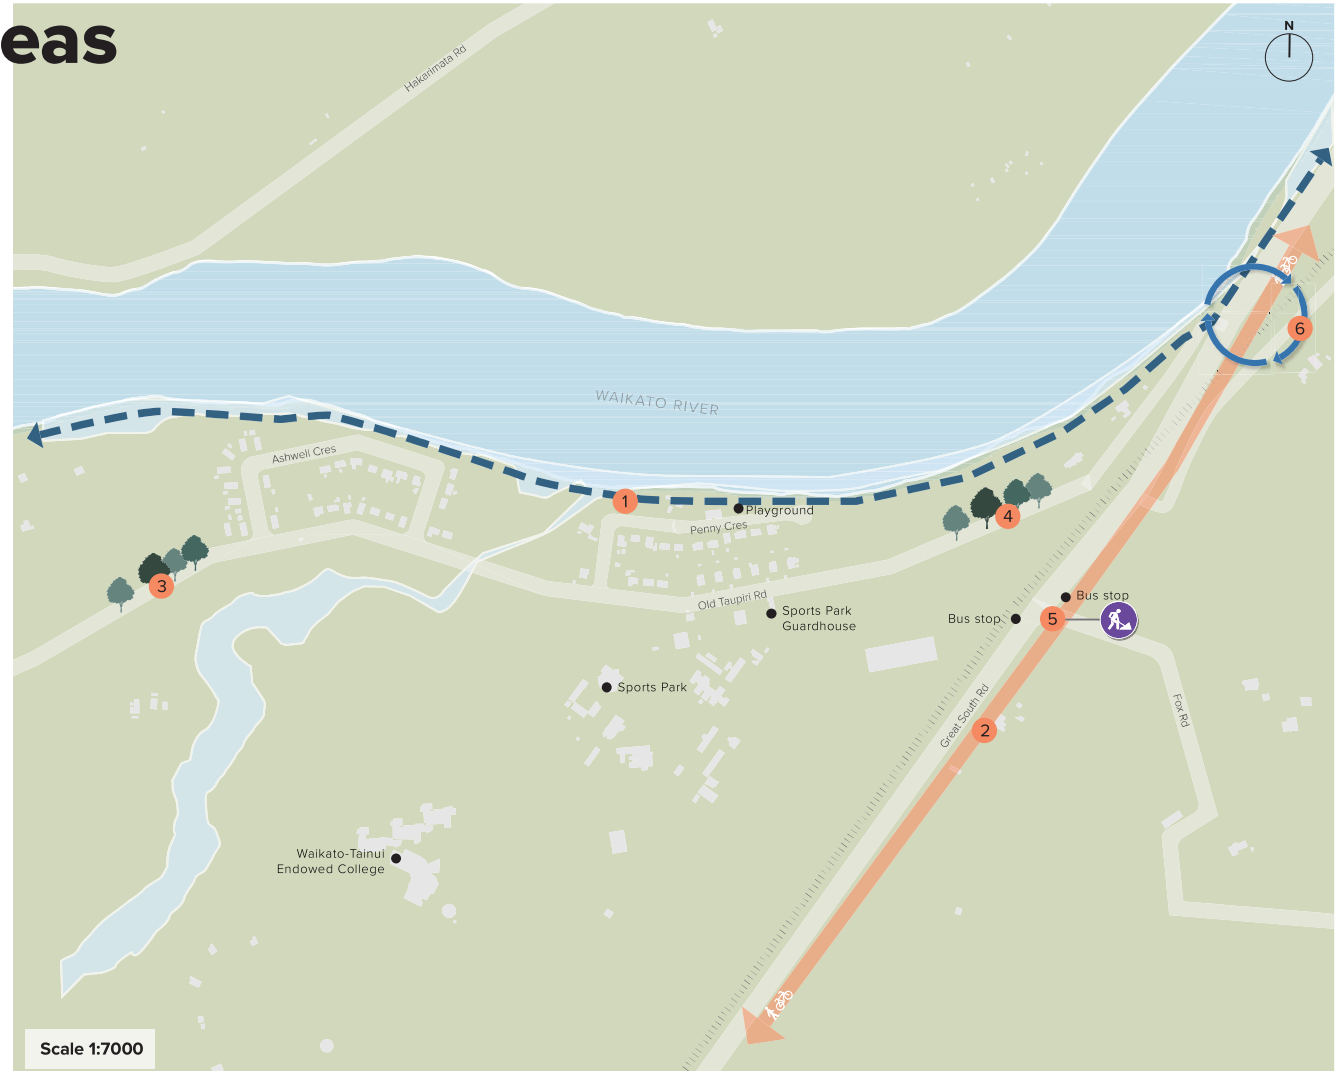 eas
N
Hakarimata Rd
6
WAIKATO RIVER
Ashwell Cres
1
Playground
4
Penny Cres
3
Old Taupiri Rd
Bus stop
Sports Park
Guardhouse
Bus stop
5
Sports Park
Great South Rd
Fox Rd
2
Waikato-Tainui
Endowed College
Scale 1:7000